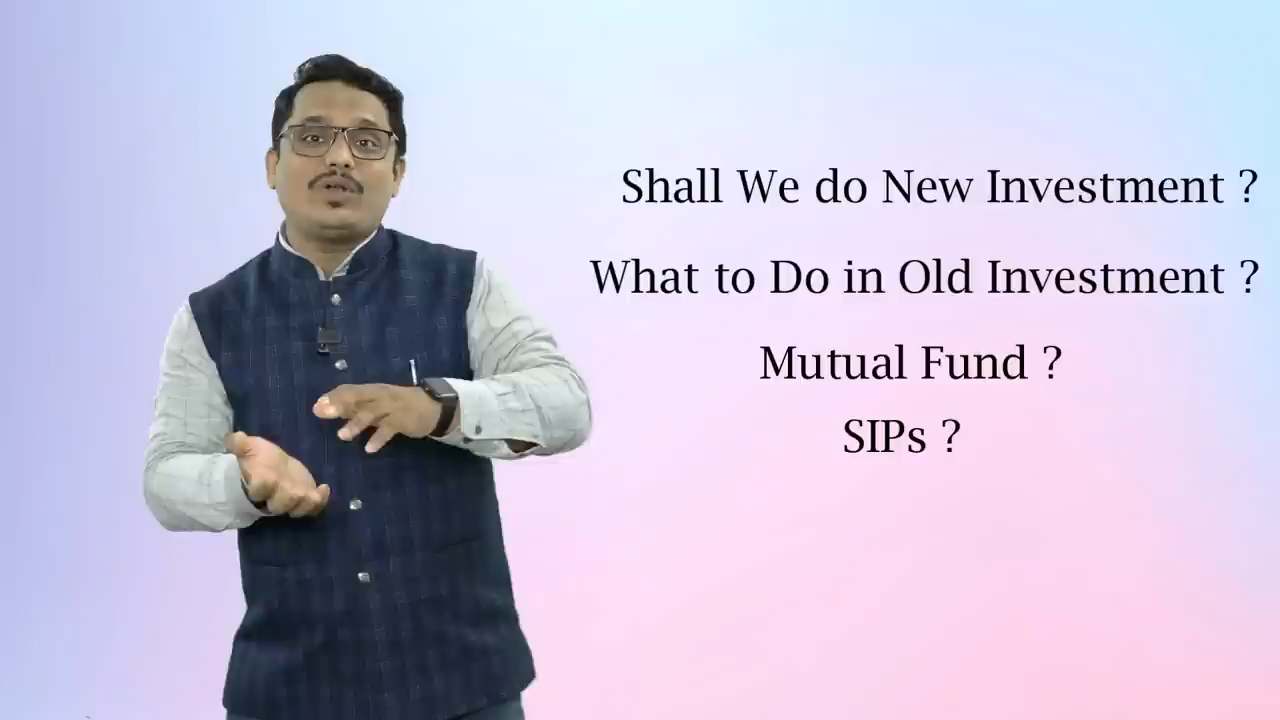 Shall We do New Investment ?
What to Do in Old Investment ?
Mutual Fund ?
SIPs ?